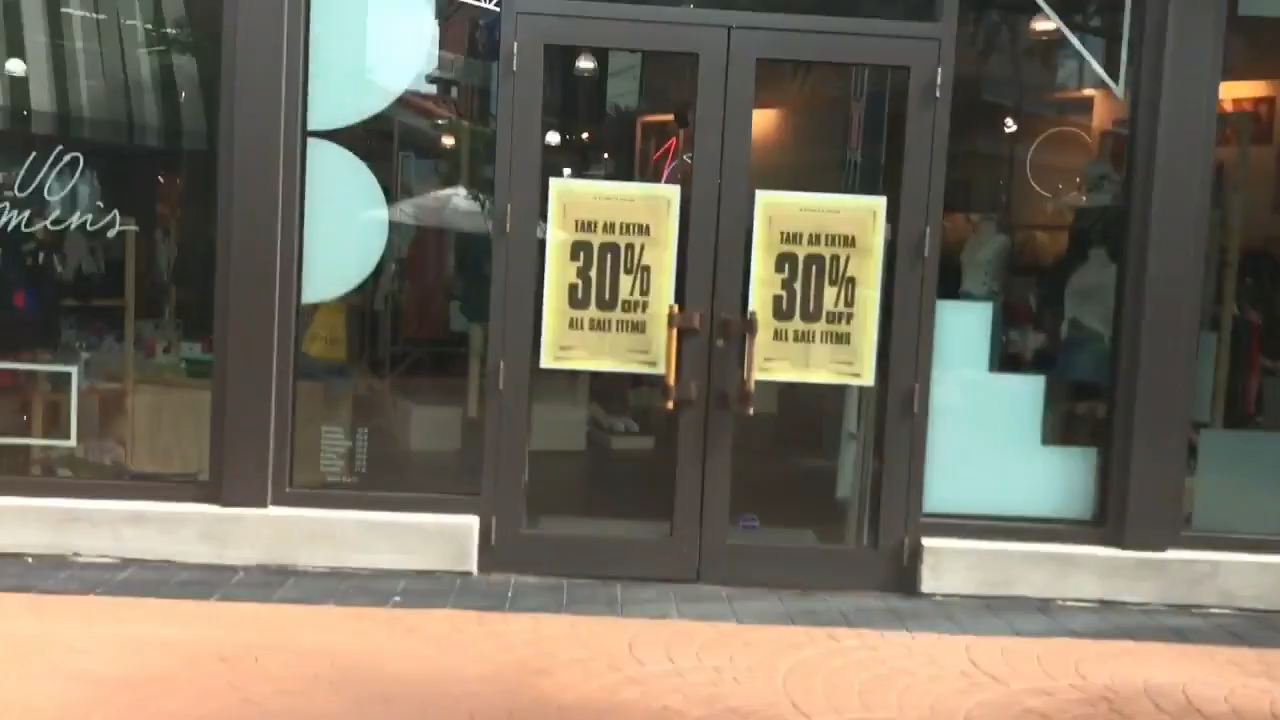 UO
men's
TAKE AN EXTRA
30%
OFF
ALL SALE ITEMS
TAKE AN EXTRA
30%
OFF
ALL SALE ITEMS